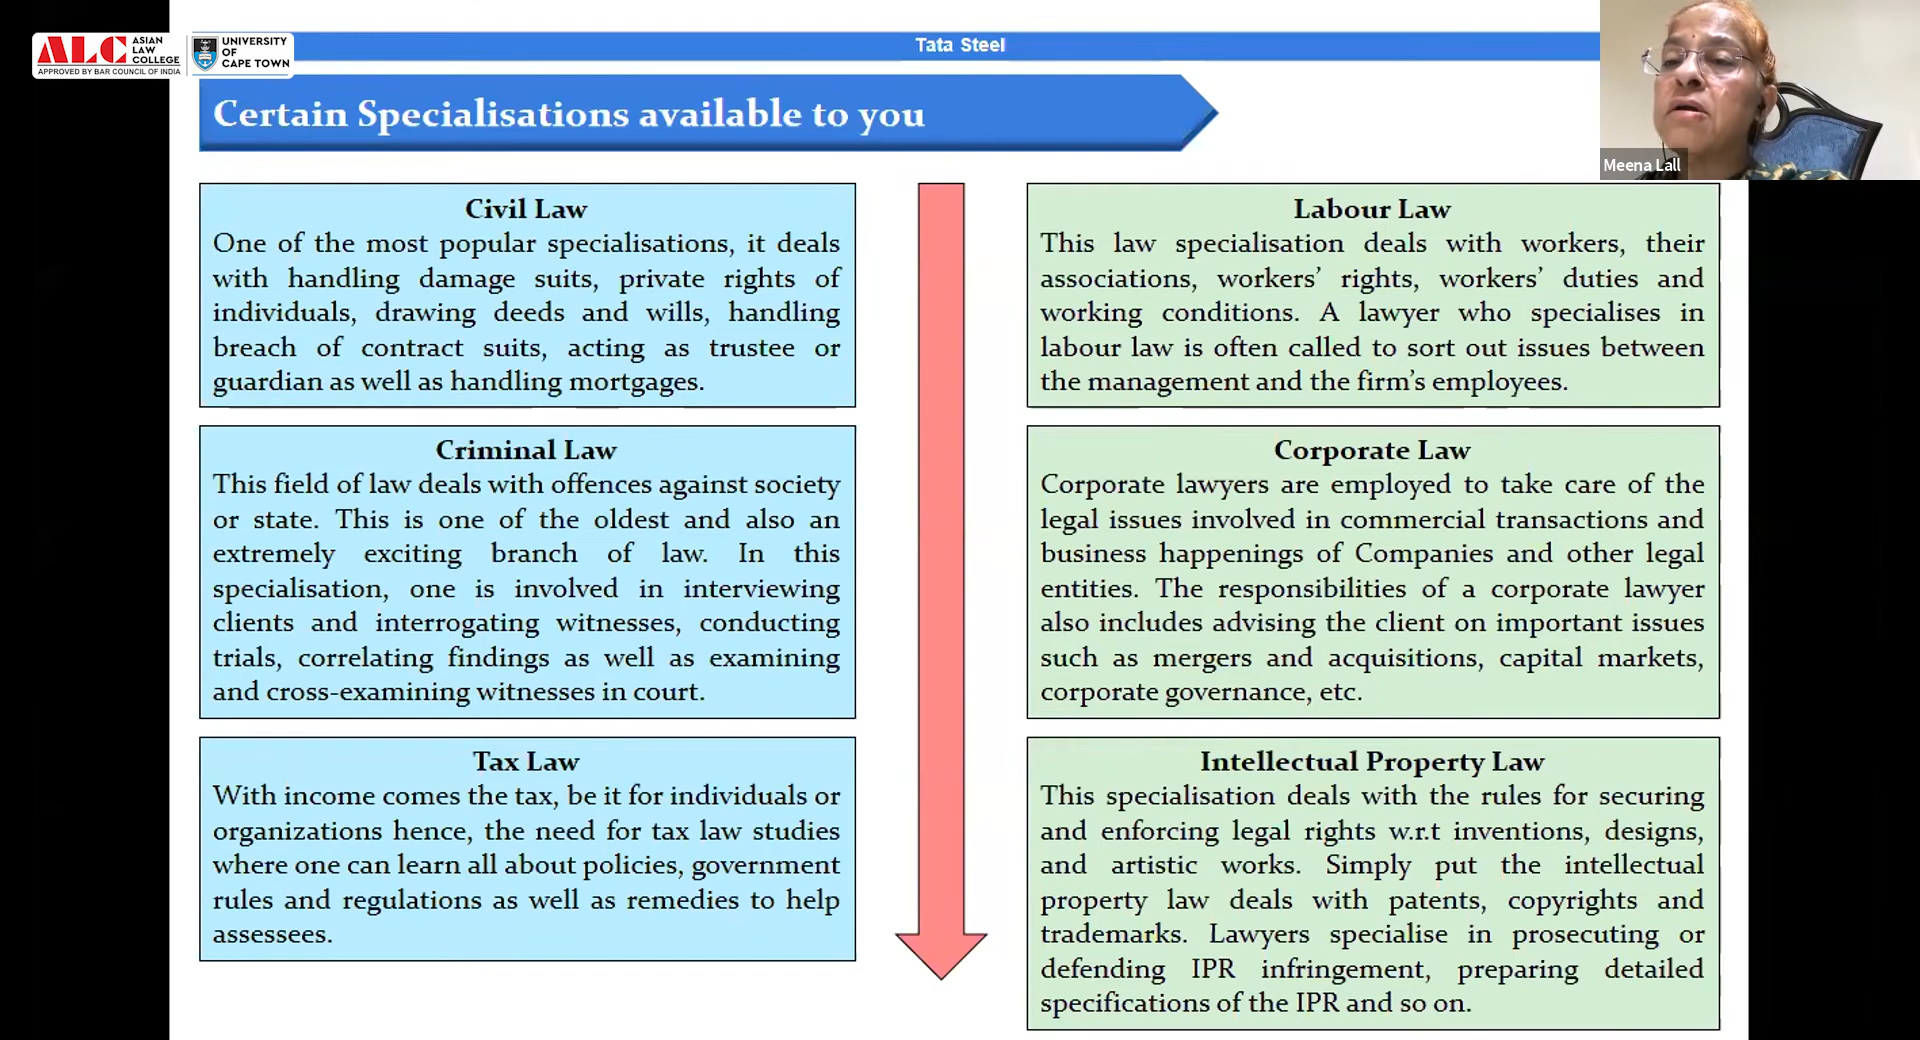 ALC ASIAN
LAW
COLLEGE
APPROVED BY BAR COUNCIL OF INDIA
UNIVERSITY
OF
CAPE TOWN
Tata Steel
Meena Lall
Certain Specialisations available to you
Civil Law
One of the most popular specialisations, it deals
with handling damage suits, private rights of
individuals, drawing deeds and wills, handling
breach of contract suits, acting as trustee or
guardian as well as handling mortgages.
Criminal Law
This field of law deals with offences against society
or state. This is one of the oldest and also an
extremely exciting branch of law. In this
specialisation, one is involved in interviewing
clients and interrogating witnesses, conducting
trials, correlating findings as well as examining
and cross-examining witnesses in court.
Tax Law
With income comes the tax, be it for individuals or
organizations hence, the need for tax law studies
where one can learn all about policies, government
rules and regulations as well as remedies to help
assessees.
Labour Law
This law specialisation deals with workers, their
associations, workers’ rights, workers’ duties and
working conditions. A lawyer who specialises in
labour law is often called to sort out issues between
the management and the firm’s employees.
Corporate Law
Corporate lawyers are employed to take care of the
legal issues involved in commercial transactions and
business happenings of Companies and other legal
entities. The responsibilities of a corporate lawyer
also includes advising the client on important issues
such as mergers and acquisitions, capital markets,
corporate governance, etc.
Intellectual Property Law
This specialisation deals with the rules for securing
and enforcing legal rights w.r.t inventions, designs,
and artistic works. Simply put the intellectual
property law deals with patents, copyrights and
trademarks. Lawyers specialise in prosecuting or
defending IPR infringement, preparing detailed
specifications of the IPR and so on.